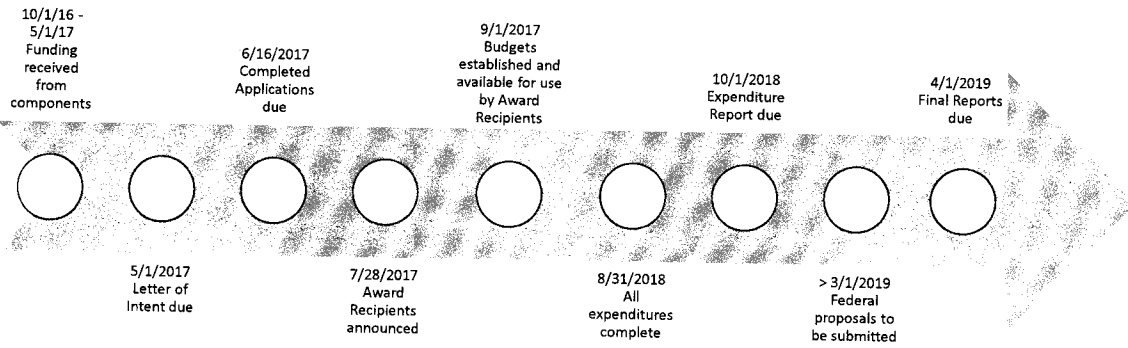 10/1/16 -
5/1/17
Funding
received
from
components
5/1/2017
Letter of
Intent due
6/16/2017
Completed
Applications
due
7/28/2017
Award
Recipients
announced
9/1/2017
Budgets
established and
available for use
by Award
Recipients
8/31/2018
All
expenditures
complete
10/1/2018
Expenditure
Report due
> 3/1/2019
Federal
proposals to
be submitted
4/1/2019
Final Reports
due